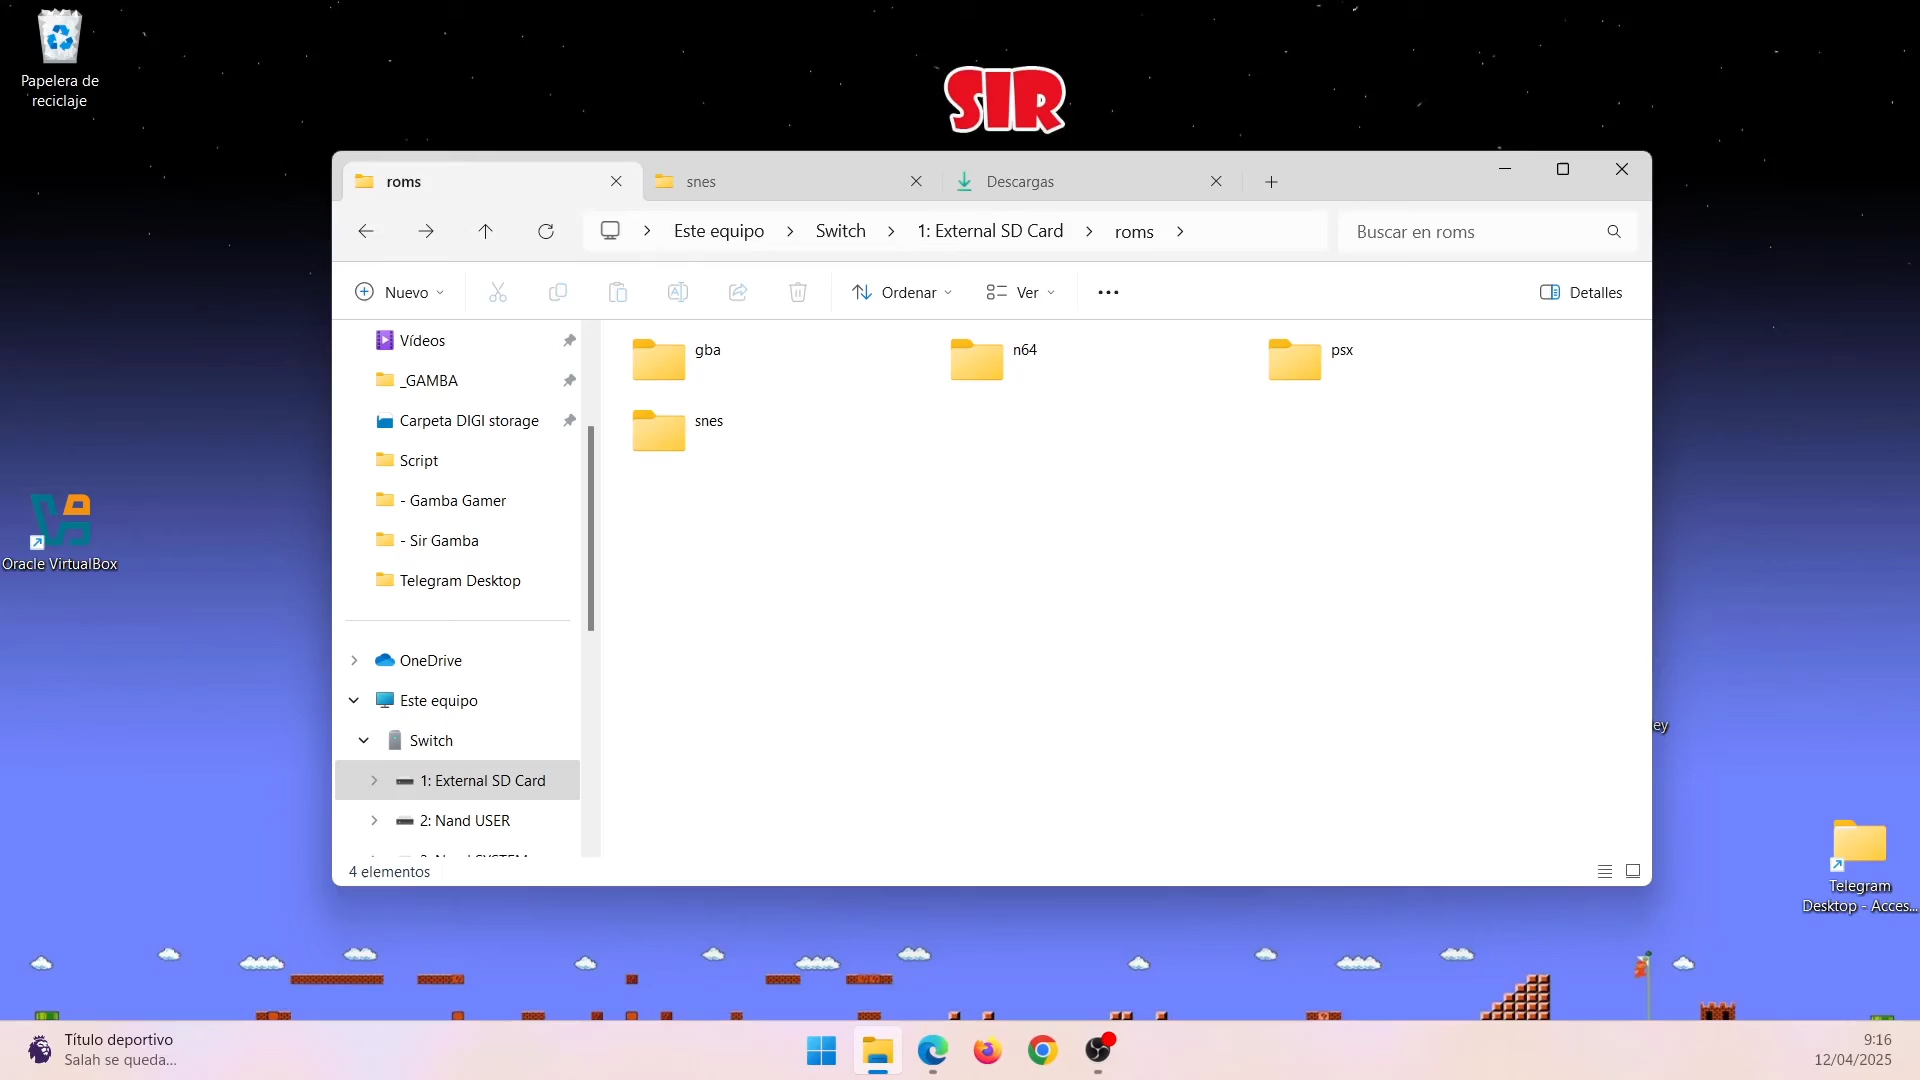 Papelera de
reciclaje
SIR
roms
snes
Descargas
Este equipo
Switch
1: External SD Card
roms
Buscar en roms
Nuevo
Ordenar
Ver
Detalles
Vídeos
_GAMBA
Carpeta DIGI storage
Script
- Gamba Gamer
- Sir Gamba
Telegram Desktop
OneDrive
Este equipo
Switch
1: External SD Card
2: Nand USER
gba
n64
psx
snes
4 elementos
Oracle VirtualBox
ey
Telegram
Desktop - Acces...
Título deportivo
Salah se queda...
9:16
12/04/2025